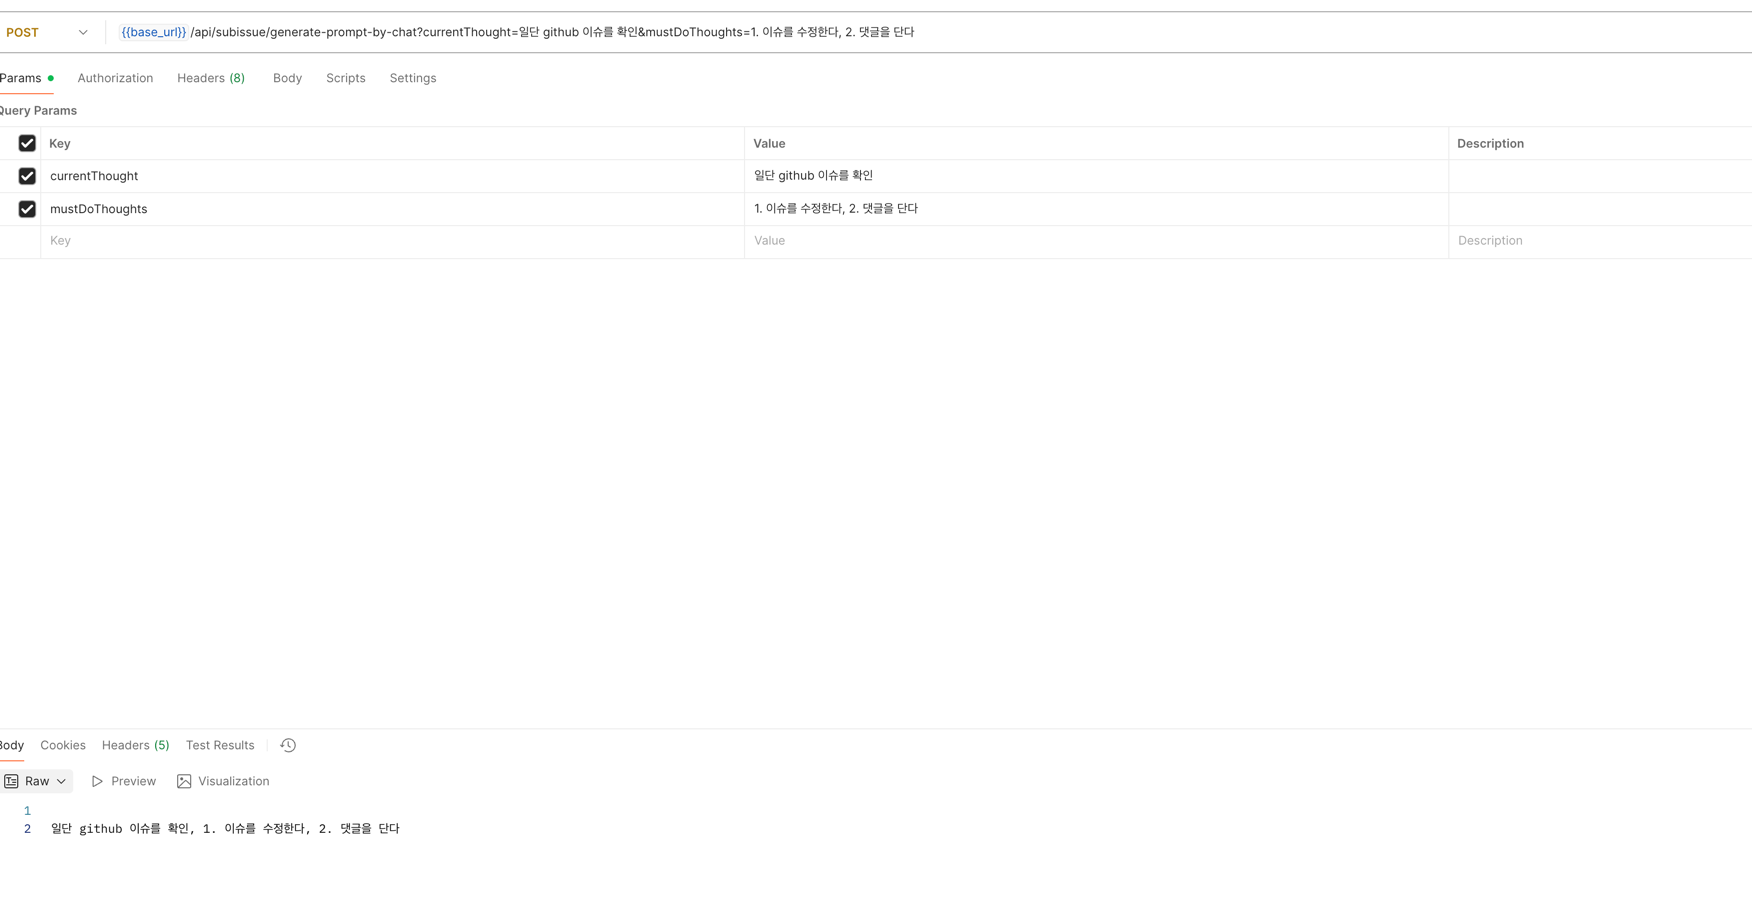 POST {{base_url}} /api/subissue/generate-prompt-by-chat?currentThought=일단 github 이슈를 확인&mustDoThoughts=1. 이슈를 수정한다, 2. 댓글을 단다
Params Authorization Headers (8) Body Scripts Settings
Query Params
Key Value Description
currentThought 일단 github 이슈를 확인
mustDoThoughts 1. 이슈를 수정한다, 2. 댓글을 단다
Key Value Description
Body Cookies Headers (5) Test Results
Raw Preview Visualization
1
2 일단 github 이슈를 확인, 1. 이슈를 수정한다, 2. 댓글을 단다